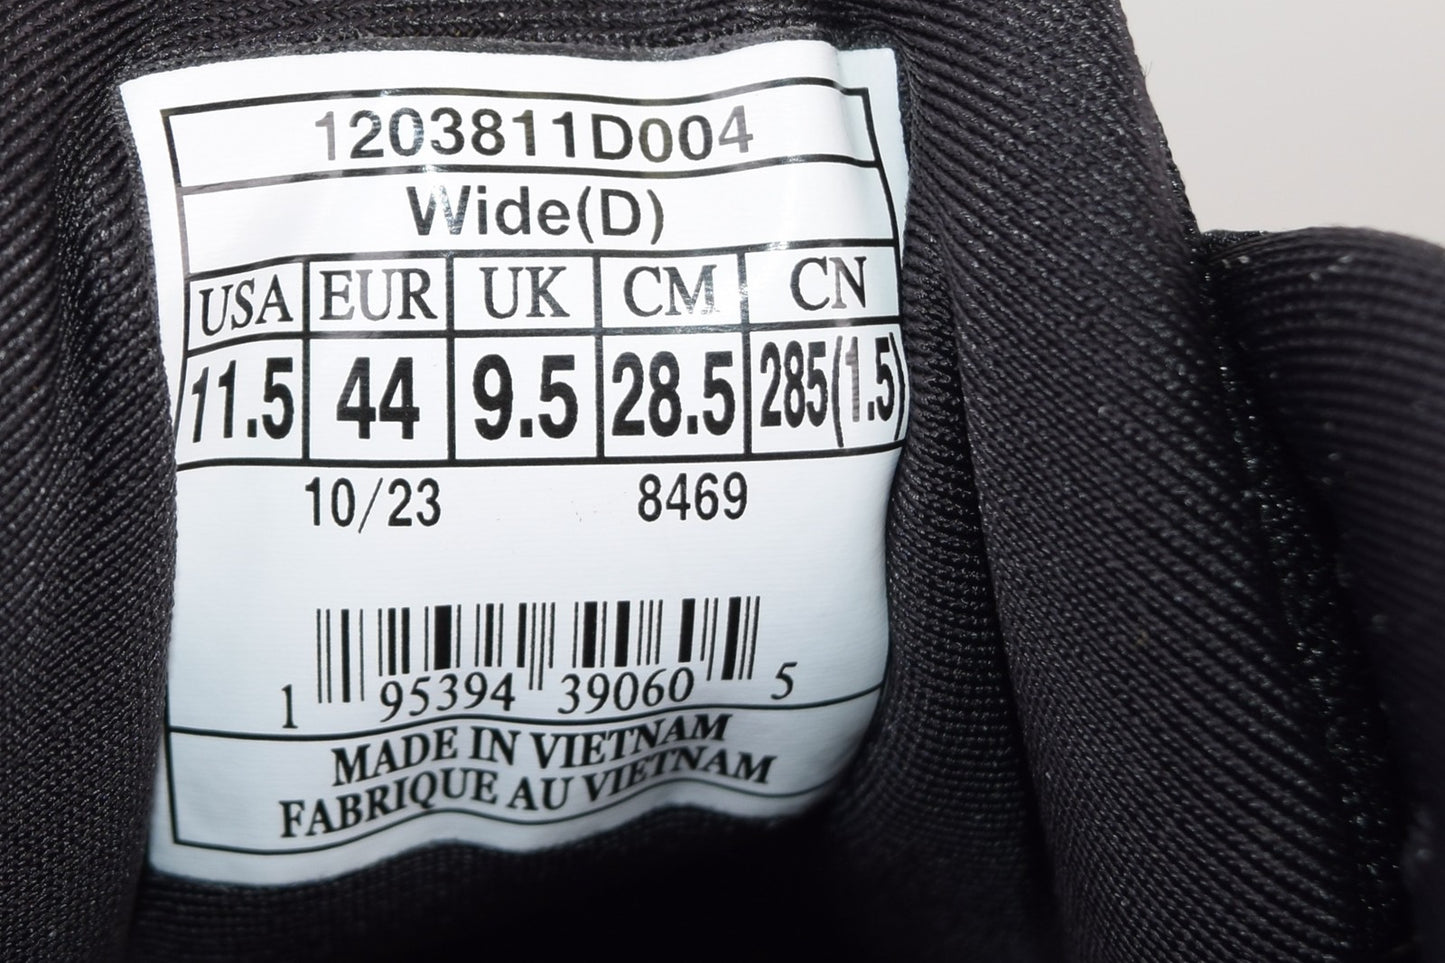 1203811D004
Wide(D)
USA EUR UK CM CN
11.5 44 9.5 28.5 285(1.5)
10/23 8469
1 95394 39060 5
MADE IN VIETNAM
FABRIQUE AU VIETNAM